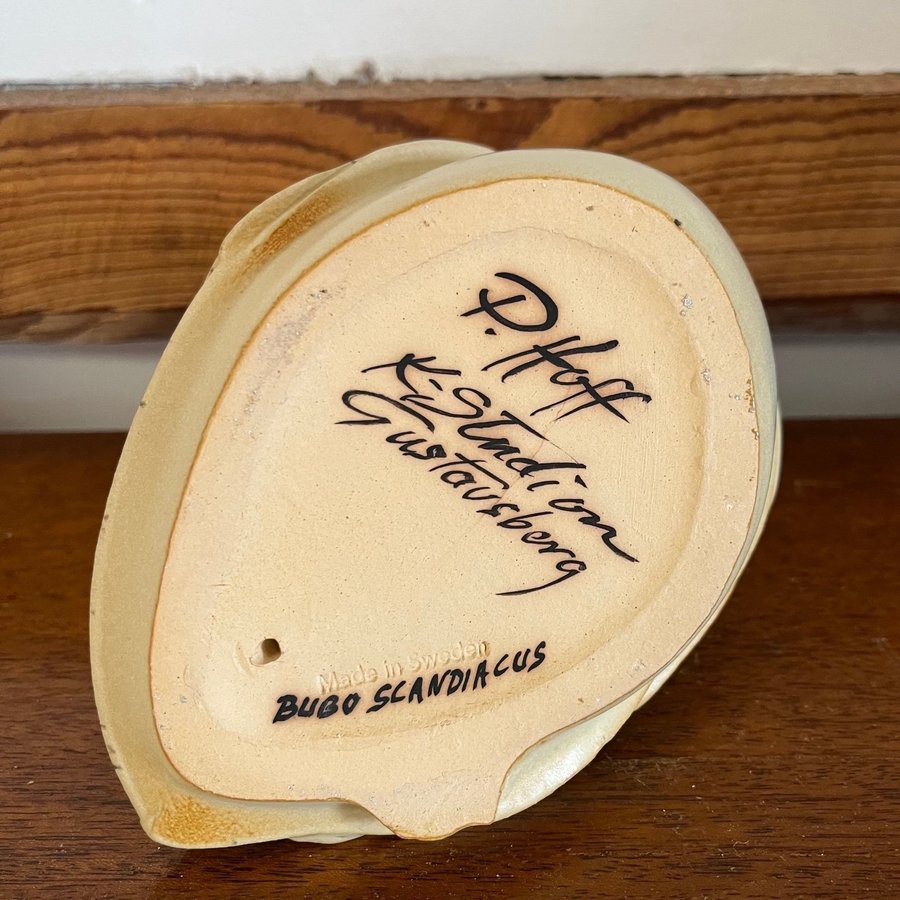 P. Hoff
K-Studion
Gustavsberg
Made in Sweden
BUBO SCANDIACUS